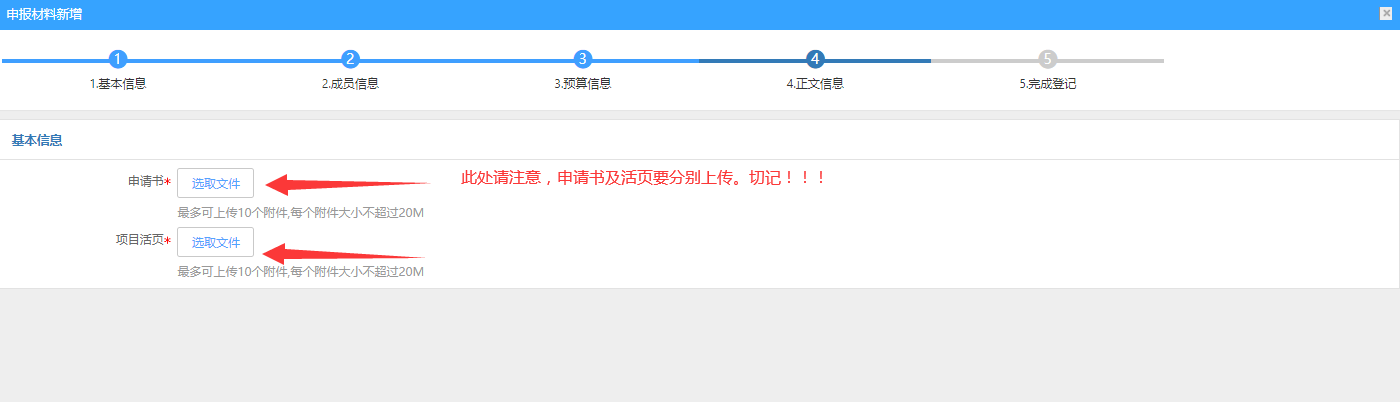 申报材料新增
1 2 3 4 5
1.基本信息 2.成员信息 3.预算信息 4.正文信息 5.完成登记
基本信息
申请书* 选取文件 此处请注意，申请书及活页要分别上传。切记！！！
最多可上传10个附件,每个附件大小不超过20M
项目活页* 选取文件
最多可上传10个附件,每个附件大小不超过20M